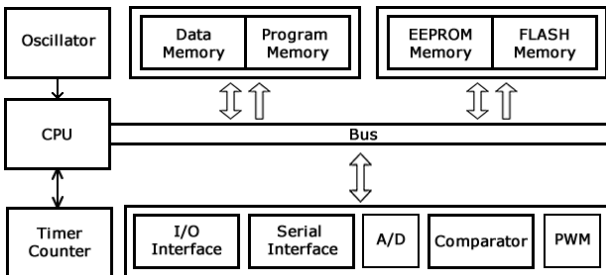 Oscillator
Data
Memory
Program
Memory
EEPROM
Memory
FLASH
Memory
CPU
Bus
Timer
Counter
I/O
Interface
Serial
Interface
A/D
Comparator
PWM